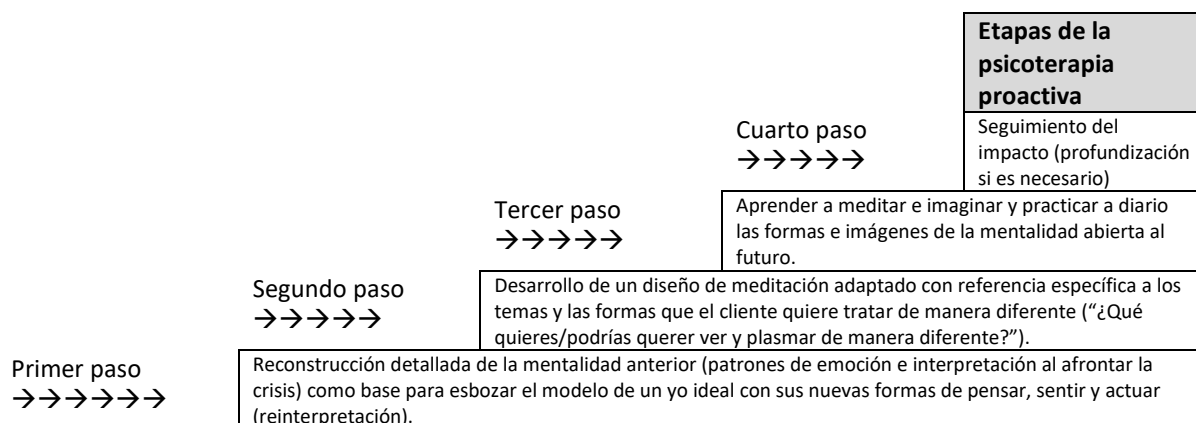 Etapas de la
psicoterapia
proactiva
Cuarto paso
→→→→→
Seguimiento del
impacto (profundización
si es necesario)
Tercer paso
→→→→→
Aprender a meditar e imaginar y practicar a diario
las formas e imágenes de la mentalidad abierta al
futuro.
Segundo paso
→→→→→
Desarrollo de un diseño de meditación adaptado con referencia específica a los
temas y las formas que el cliente quiere tratar de manera diferente (“¿Qué
quieres/podrías querer ver y plasmar de manera diferente?”).
Primer paso
→→→→→→
Reconstrucción detallada de la mentalidad anterior (patrones de emoción e interpretación al afrontar la
crisis) como base para esbozar el modelo de un yo ideal con sus nuevas formas de pensar, sentir y actuar
(reinterpretación).